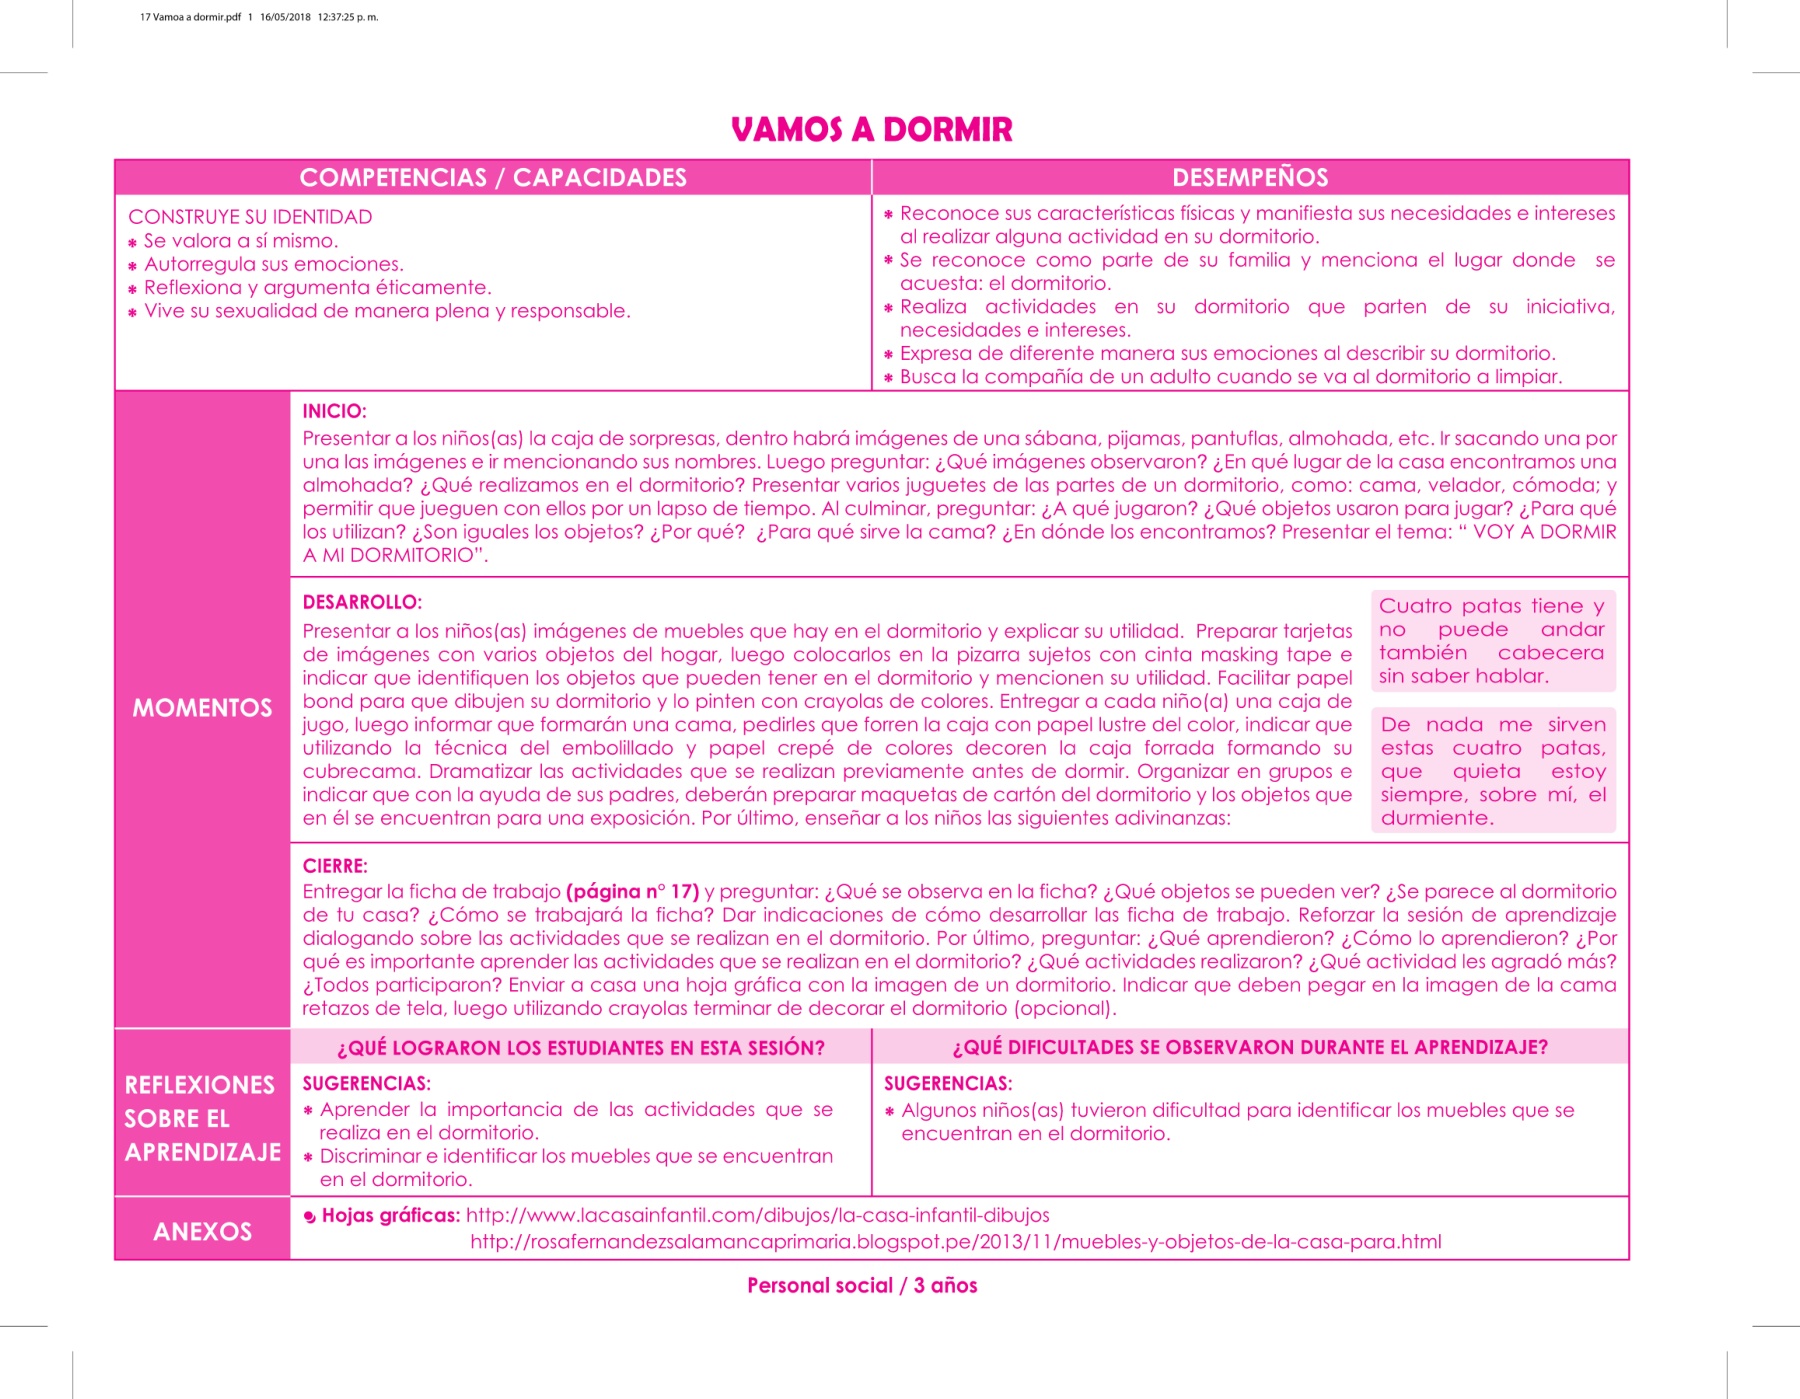 17 Vamoa a dormir.pdf 1 16/05/2018 12:37:25 p. m.
VAMOS A DORMIR
COMPETENCIAS / CAPACIDADES
DESEMPEÑOS
CONSTRUYE SU IDENTIDAD
* Se valora a sí mismo.
* Autorregula sus emociones.
* Reflexiona y argumenta éticamente.
* Vive su sexualidad de manera plena y responsable.
* Reconoce sus características físicas y manifiesta sus necesidades e intereses
al realizar alguna actividad en su dormitorio.
* Se reconoce como parte de su familia y menciona el lugar donde se
acuesta: el dormitorio.
* Realiza actividades en su dormitorio que parten de su iniciativa,
necesidades e intereses.
* Expresa de diferente manera sus emociones al describir su dormitorio.
* Busca la compañía de un adulto cuando se va al dormitorio a limpiar.
MOMENTOS
INICIO:
Presentar a los niños(as) la caja de sorpresas, dentro habrá imágenes de una sábana, pijamas, pantuflas, almohada, etc. Ir sacando una por
una las imágenes e ir mencionando sus nombres. Luego preguntar: ¿Qué imágenes observaron? ¿En qué lugar de la casa encontramos una
almohada? ¿Qué realizamos en el dormitorio? Presentar varios juguetes de las partes de un dormitorio, como: cama, velador, cómoda; y
permitir que jueguen con ellos por un lapso de tiempo. Al culminar, preguntar: ¿A qué jugaron? ¿Qué objetos usaron para jugar? ¿Para qué
los utilizan? ¿Son iguales los objetos? ¿Por qué? ¿Para qué sirve la cama? ¿En dónde los encontramos? Presentar el tema: “ VOY A DORMIR
A MI DORMITORIO”.
DESARROLLO:
Presentar a los niños(as) imágenes de muebles que hay en el dormitorio y explicar su utilidad. Preparar tarjetas
de imágenes con varios objetos del hogar, luego colocarlos en la pizarra sujetos con cinta masking tape e
indicar que identifiquen los objetos que pueden tener en el dormitorio y mencionen su utilidad. Facilitar papel
bond para que dibujen su dormitorio y lo pinten con crayolas de colores. Entregar a cada niño(a) una caja de
jugo, luego informar que formarán una cama, pedirles que forren la caja con papel lustre del color, indicar que
utilizando la técnica del embolillado y papel crepé de colores decoren la caja forrada formando su
cubrecama. Dramatizar las actividades que se realizan previamente antes de dormir. Organizar en grupos e
indicar que con la ayuda de sus padres, deberán preparar maquetas de cartón del dormitorio y los objetos que
en él se encuentran para una exposición. Por último, enseñar a los niños las siguientes adivinanzas:
Cuatro patas tiene y
no puede andar
también cabecera
sin saber hablar.
De nada me sirven
estas cuatro patas,
que quieta estoy
siempre, sobre mí, el
durmiente.
CIERRE:
Entregar la ficha de trabajo (página n° 17) y preguntar: ¿Qué se observa en la ficha? ¿Qué objetos se pueden ver? ¿Se parece al dormitorio
de tu casa? ¿Cómo se trabajará la ficha? Dar indicaciones de cómo desarrollar las ficha de trabajo. Reforzar la sesión de aprendizaje
dialogando sobre las actividades que se realizan en el dormitorio. Por último, preguntar: ¿Qué aprendieron? ¿Cómo lo aprendieron? ¿Por
qué es importante aprender las actividades que se realizan en el dormitorio? ¿Qué actividades realizaron? ¿Qué actividad les agradó más?
¿Todos participaron? Enviar a casa una hoja gráfica con la imagen de un dormitorio. Indicar que deben pegar en la imagen de la cama
retazos de tela, luego utilizando crayolas terminar de decorar el dormitorio (opcional).
REFLEXIONES
SOBRE EL
APRENDIZAJE
¿QUÉ LOGRARON LOS ESTUDIANTES EN ESTA SESIÓN?
SUGERENCIAS:
* Aprender la importancia de las actividades que se
realiza en el dormitorio.
* Discriminar e identificar los muebles que se encuentran
en el dormitorio.
¿QUÉ DIFICULTADES SE OBSERVARON DURANTE EL APRENDIZAJE?
SUGERENCIAS:
* Algunos niños(as) tuvieron dificultad para identificar los muebles que se
encuentran en el dormitorio.
ANEXOS
Hojas gráficas: http://www.lacasainfantil.com/dibujos/la-casa-infantil-dibujos
http://rosafernandezsalamancaprimaria.blogspot.pe/2013/11/muebles-y-objetos-de-la-casa-para.html
Personal social / 3 años